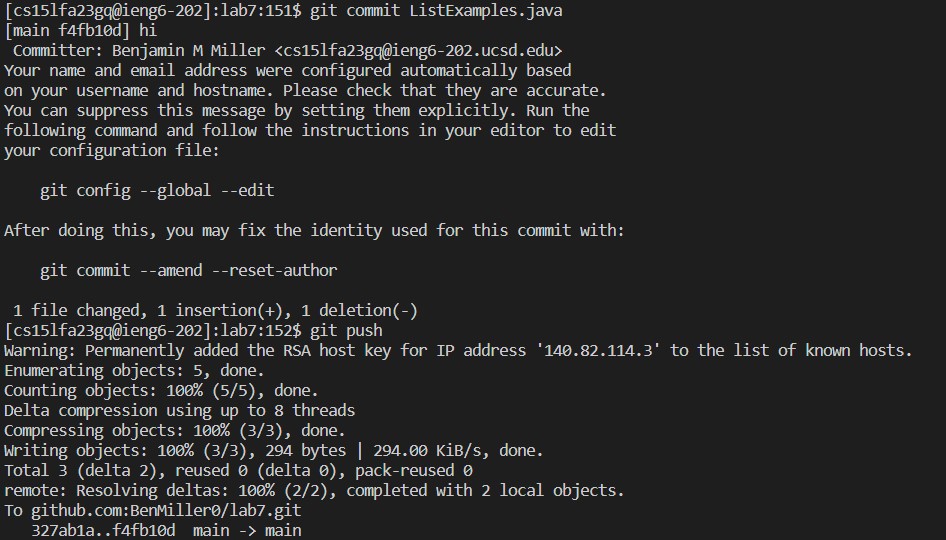 [cs15lfa23gq@ieng6-202]:lab7:151$ git commit ListExamples.java
[main f4fb10d] hi
 Committer: Benjamin M Miller <cs15lfa23gq@ieng6-202.ucsd.edu>
Your name and email address were configured automatically based
on your username and hostname. Please check that they are accurate.
You can suppress this message by setting them explicitly. Run the
following command and follow the instructions in your editor to edit
your configuration file:

    git config --global --edit

After doing this, you may fix the identity used for this commit with:

    git commit --amend --reset-author

 1 file changed, 1 insertion(+), 1 deletion(-)
[cs15lfa23gq@ieng6-202]:lab7:152$ git push
Warning: Permanently added the RSA host key for IP address '140.82.114.3' to the list of known hosts.
Enumerating objects: 5, done.
Counting objects: 100% (5/5), done.
Delta compression using up to 8 threads
Compressing objects: 100% (3/3), done.
Writing objects: 100% (3/3), 294 bytes | 294.00 KiB/s, done.
Total 3 (delta 2), reused 0 (delta 0), pack-reused 0
remote: Resolving deltas: 100% (2/2), completed with 2 local objects.
To github.com:BenMiller0/lab7.git
   327ab1a..f4fb10d  main -> main